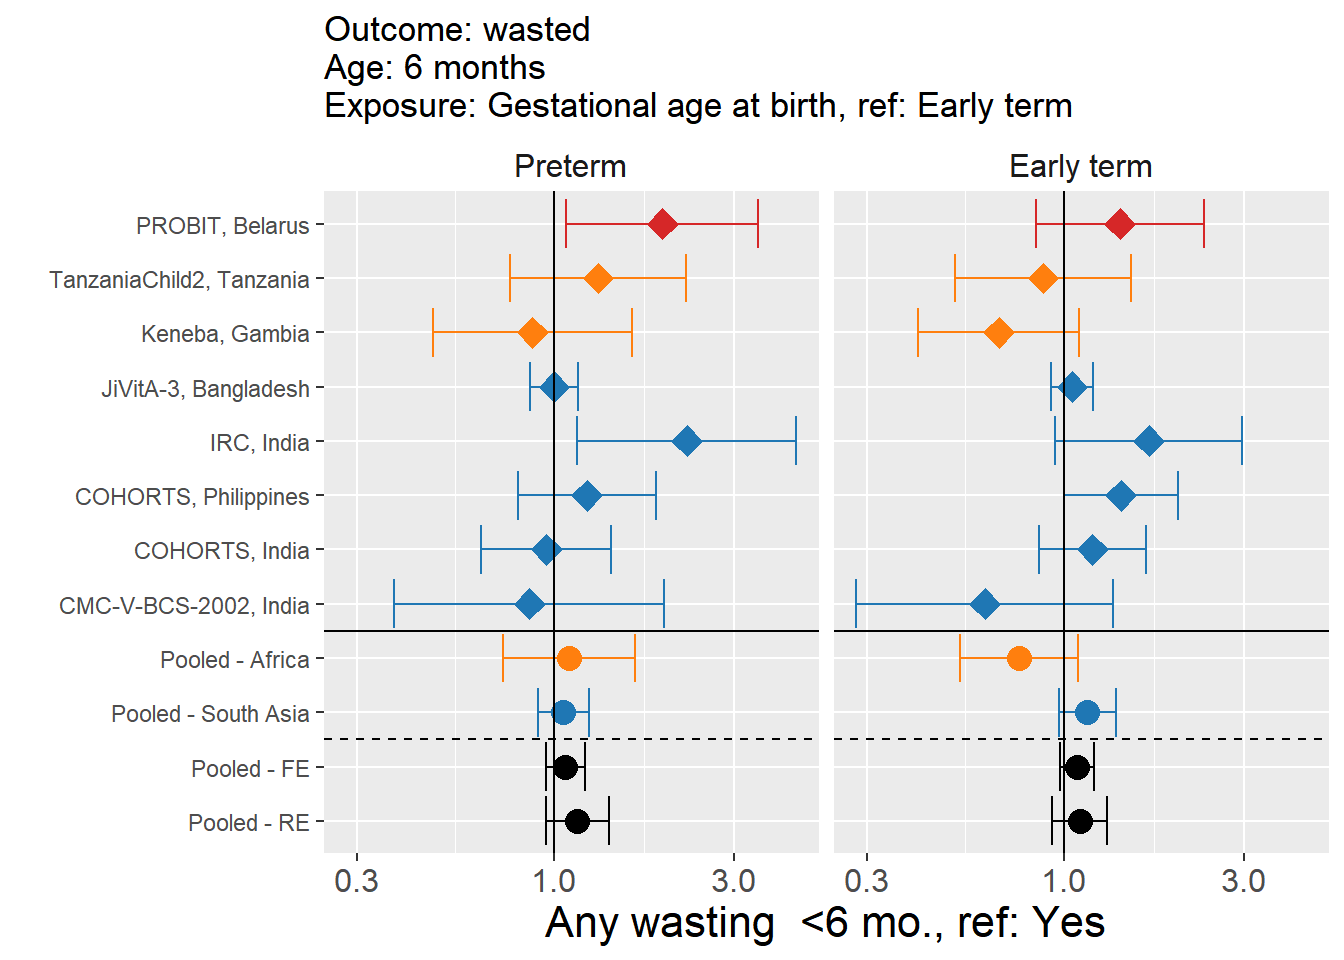 Outcome: wasted
Age: 6 months
Exposure: Gestational age at birth, ref: Early term
Preterm
Early term
PROBIT, Belarus
TanzaniaChild2, Tanzania
Keneba, Gambia
JiVitA-3, Bangladesh
IRC, India
COHORTS, Philippines
COHORTS, India
CMC-V-BCS-2002, India
Pooled - Africa
Pooled - South Asia
Pooled - FE
Pooled - RE
0.3 1.0 3.0 0.3 1.0 3.0
Any wasting  <6 mo., ref: Yes